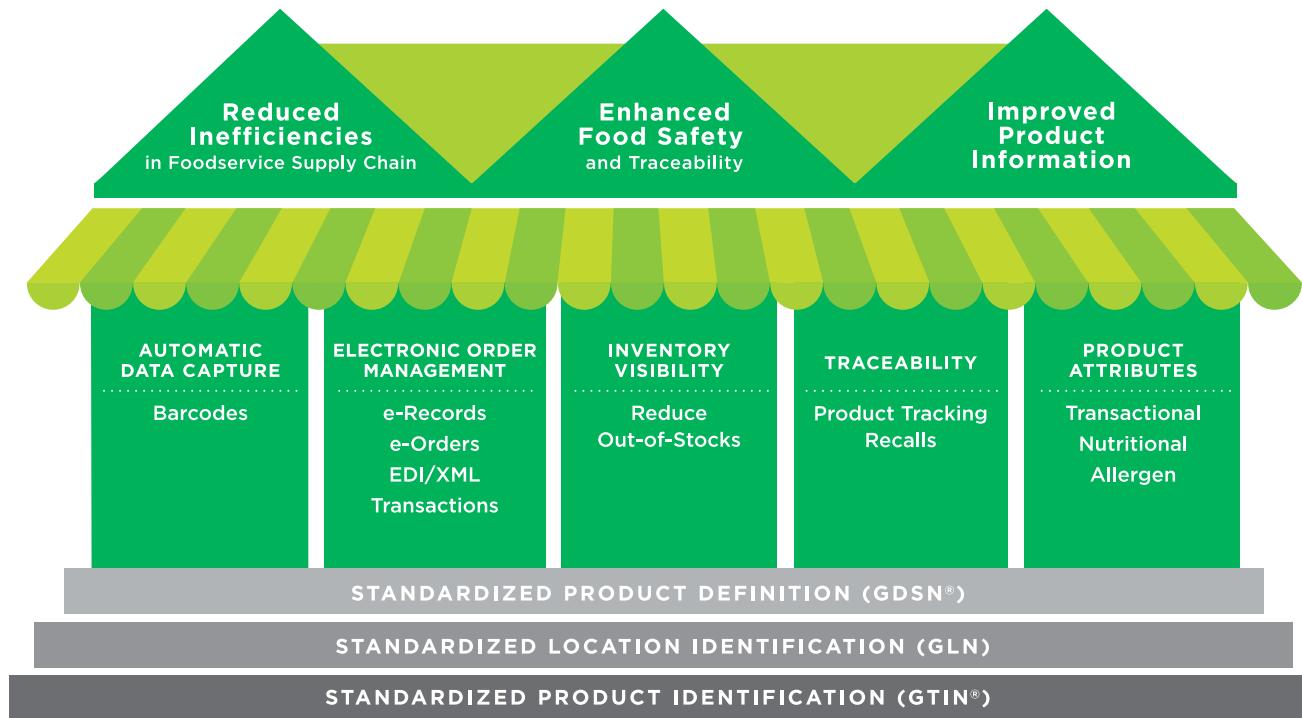 Reduced
Inefficiencies
in Foodservice Supply Chain
Enhanced
Food Safety
and Traceability
Improved
Product
Information
AUTOMATIC
DATA CAPTURE
Barcodes
ELECTRONIC ORDER
MANAGEMENT
e-Records
e-Orders
EDI/XML
Transactions
INVENTORY
VISIBILITY
Reduce
Out-of-Stocks
TRACEABILITY
Product Tracking
Recalls
PRODUCT
ATTRIBUTES
Transactional
Nutritional
Allergen
STANDARDIZED PRODUCT DEFINITION (GDSN®)
STANDARDIZED LOCATION IDENTIFICATION (GLN)
STANDARDIZED PRODUCT IDENTIFICATION (GTIN®)